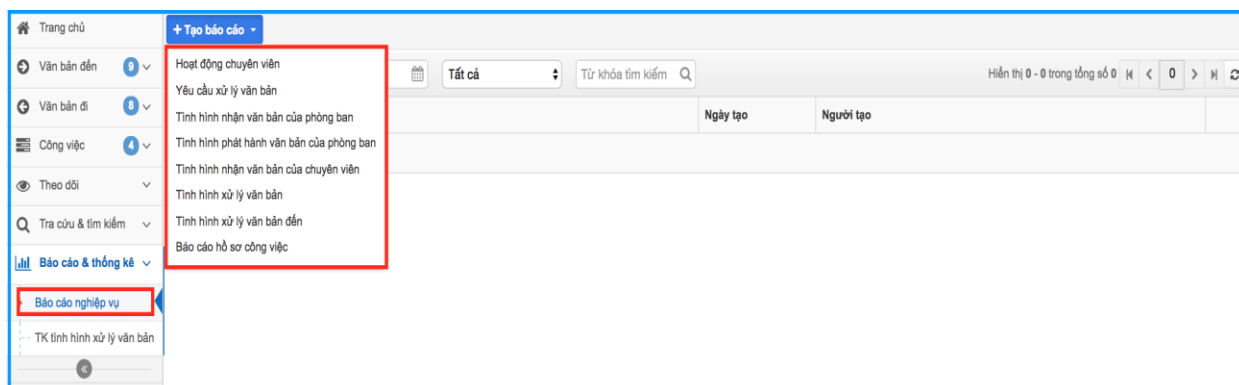 Trang chủ
Văn bản đến 9
Văn bản đi 8
Công việc 4
Theo dõi
Tra cứu & tìm kiếm
Báo cáo & thống kê
Báo cáo nghiệp vụ
TK tình hình xử lý văn bản
+ Tạo báo cáo
Hoạt động chuyên viên
Yêu cầu xử lý văn bản
Tình hình nhận văn bản của phòng ban
Tình hình phát hành văn bản của phòng ban
Tình hình nhận văn bản của chuyên viên
Tình hình xử lý văn bản
Tình hình xử lý văn bản đến
Báo cáo hồ sơ công việc
Tất cả
Từ khóa tìm kiếm
Hiển thị 0 - 0 trong tổng số 0
0
Ngày tạo
Người tạo